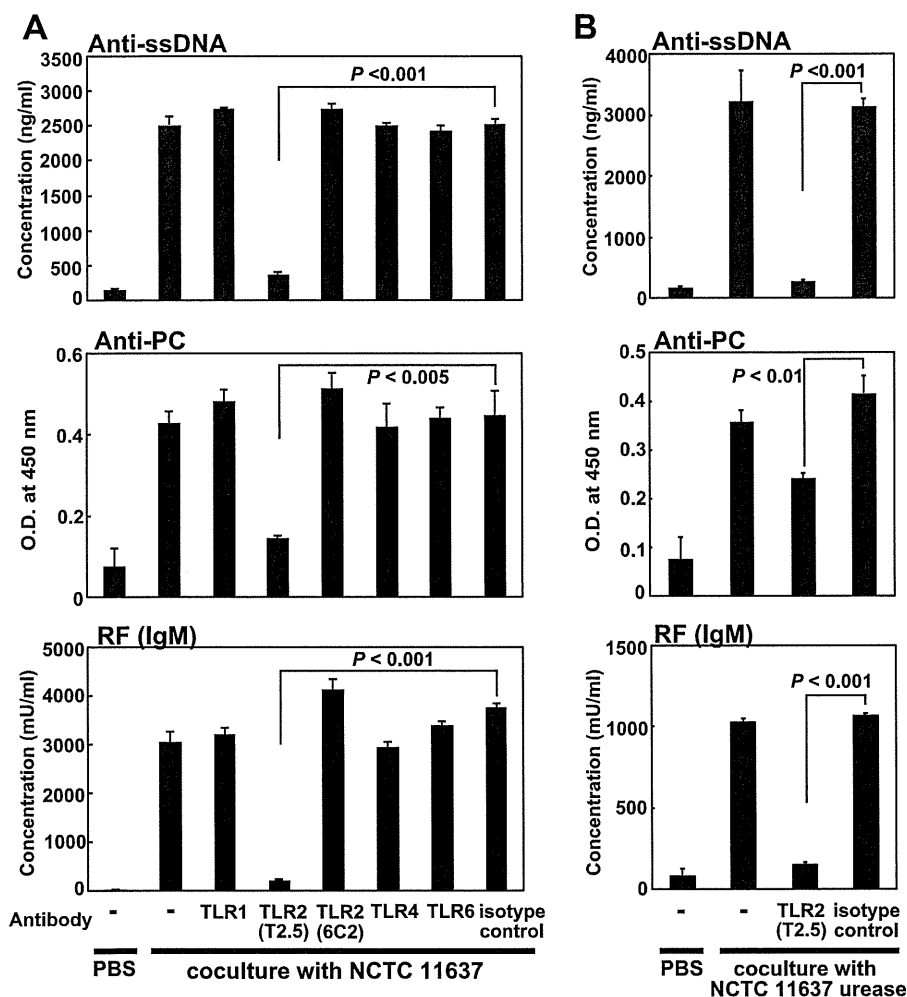 A
Anti-ssDNA
Concentration (ng/ml)
3500
3000
2500
2000
1500
1000
500
0
P <0.001
Anti-PC
O.D. at 450 nm
0.6
0.4
0.2
0
P < 0.005
RF (IgM)
Concentration (mU/ml)
5000
4000
3000
2000
1000
0
P < 0.001
Antibody - - TLR1 TLR2 TLR2 TLR4 TLR6 isotype
(T2.5) (6C2) control
PBS coculture with NCTC 11637
B
Anti-ssDNA
Concentration (ng/ml)
4000
3000
2000
1000
0
P <0.001
Anti-PC
O.D. at 450 nm
0.5
0.4
0.3
0.2
0.1
0
P < 0.01
RF (IgM)
Concentration (mU/ml)
1500
1000
500
0
P < 0.001
- - TLR2 isotype
(T2.5) control
PBS coculture with
NCTC 11637 urease